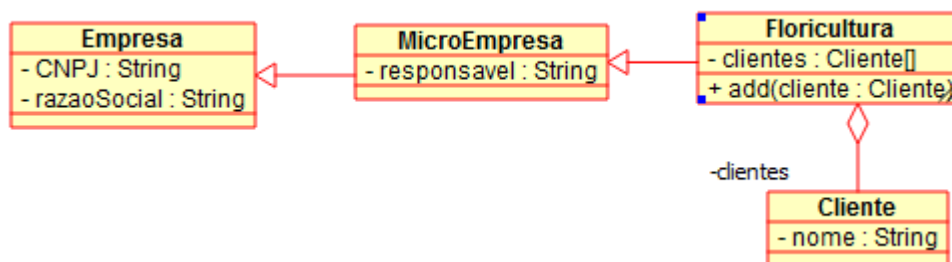 Empresa
- CNPJ : String
- razaoSocial : String
MicroEmpresa
- responsavel : String
Floricultura
- clientes : Cliente[]
+ add(cliente : Cliente)
-clientes
Cliente
- nome : String